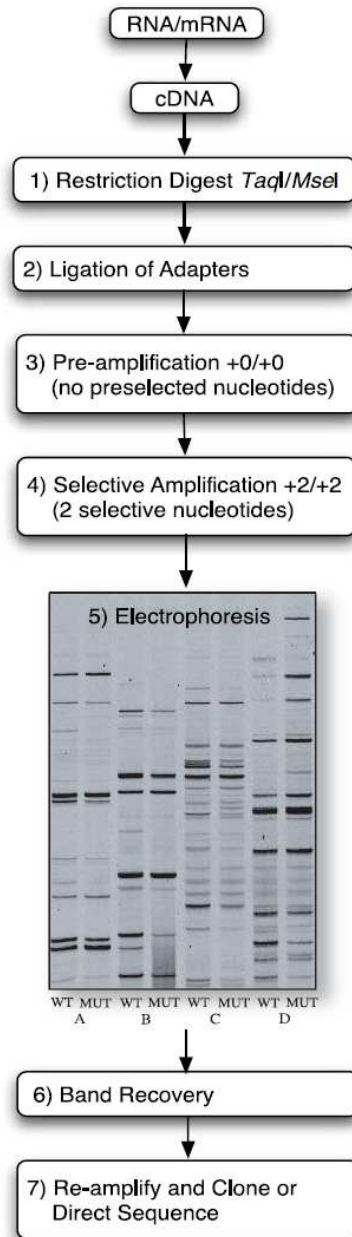 RNA/mRNA
cDNA
1) Restriction Digest TaqI/MseI
2) Ligation of Adapters
3) Pre-amplification +0/+0
(no preselected nucleotides)
4) Selective Amplification +2/+2
(2 selective nucleotides)
5) Electrophoresis
WT MUT WT MUT WT MUT WT MUT
A B C D
6) Band Recovery
7) Re-amplify and Clone or
Direct Sequence